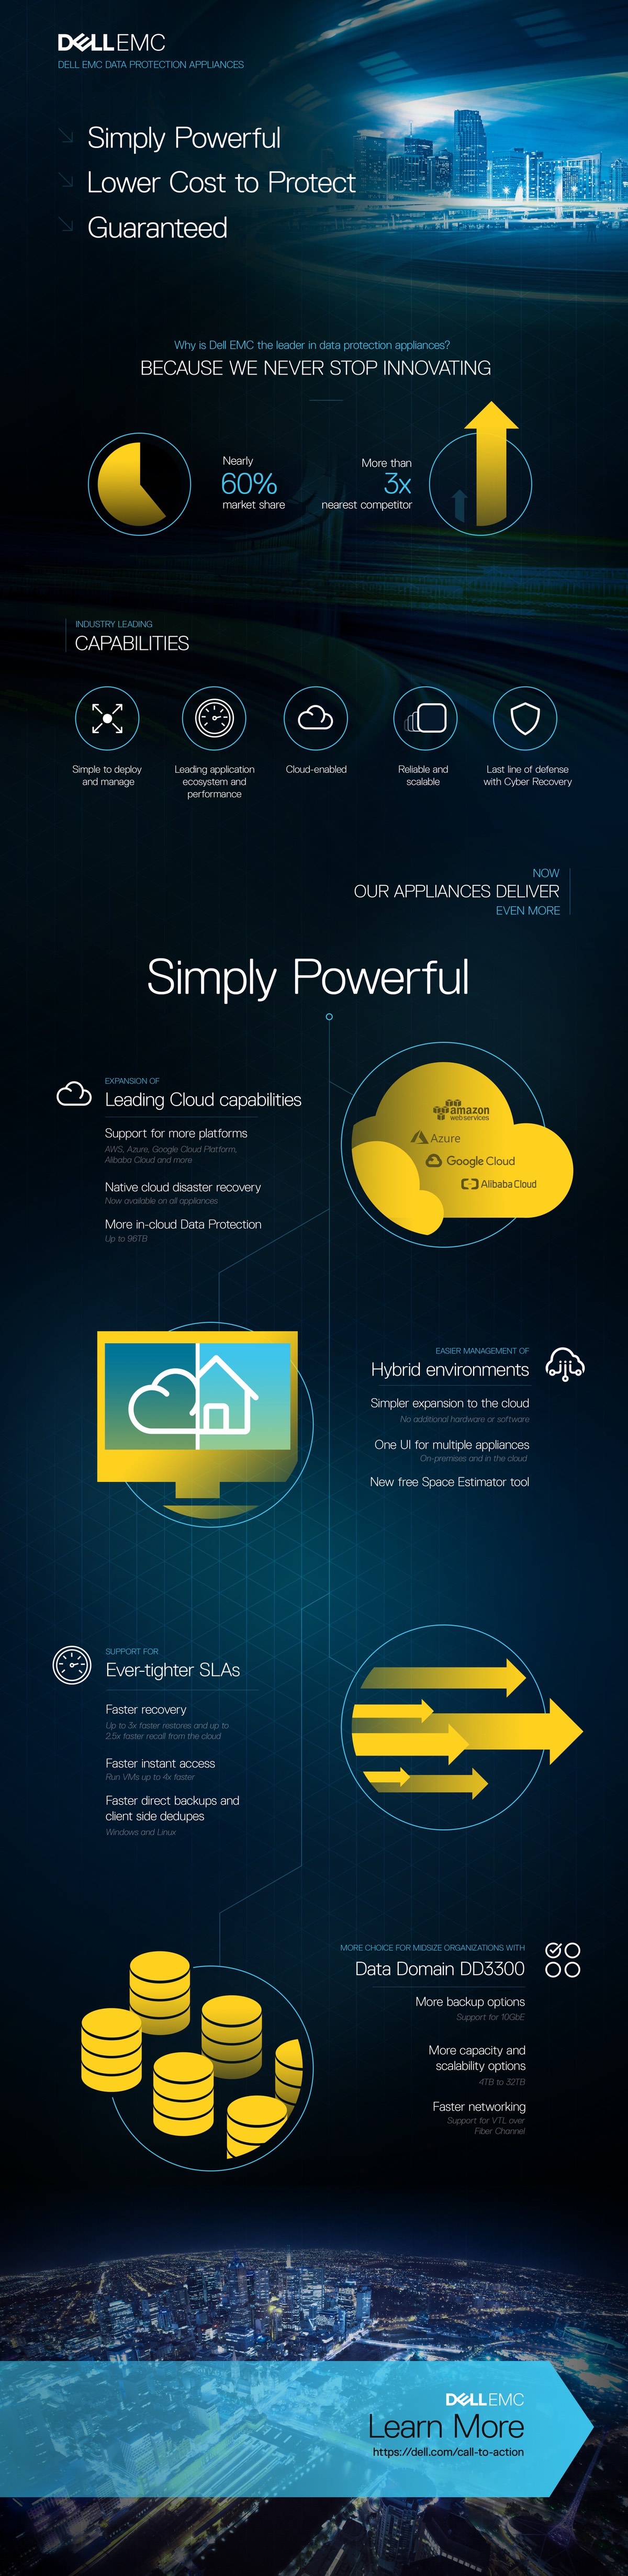 DELLEMC
DELL EMC DATA PROTECTION APPLIANCES
Simply Powerful
Lower Cost to Protect
Guaranteed
Why is Dell EMC the leader in data protection appliances?
BECAUSE WE NEVER STOP INNOVATING
Nearly
60%
market share
More than
3x
nearest competitor
INDUSTRY LEADING
CAPABILITIES
Simple to deploy
and manage
Leading application
ecosystem and
performance
Cloud-enabled
Reliable and
scalable
Last line of defense
with Cyber Recovery
NOW
OUR APPLIANCES DELIVER
EVEN MORE
Simply Powerful
EXPANSION OF
Leading Cloud capabilities
Support for more platforms
AWS, Azure, Google Cloud Platform,
Alibaba Cloud and more
Native cloud disaster recovery
Now available on all appliances
More in-cloud Data Protection
Up to 96TB
amazon
webservices
Azure
Google Cloud
Alibaba Cloud
EASIER MANAGEMENT OF
Hybrid environments
Simpler expansion to the cloud
No additional hardware or software
One UI for multiple appliances
On-premises and in the cloud
New free Space Estimator tool
SUPPORT FOR
Ever-tighter SLAs
Faster recovery
Up to 3x faster restores and up to
2.5x faster recall from the cloud
Faster instant access
Run VMs up to 4x faster
Faster direct backups and
client side dedupes
Windows and Linux
MORE CHOICE FOR MIDSIZE ORGANIZATIONS WITH
Data Domain DD3300
More backup options
Support for 10GbE
More capacity and
scalability options
4TB to 32TB
Faster networking
Support for VTL over
Fiber Channel
DELLEMC
Learn More
https://dell.com/call-to-action